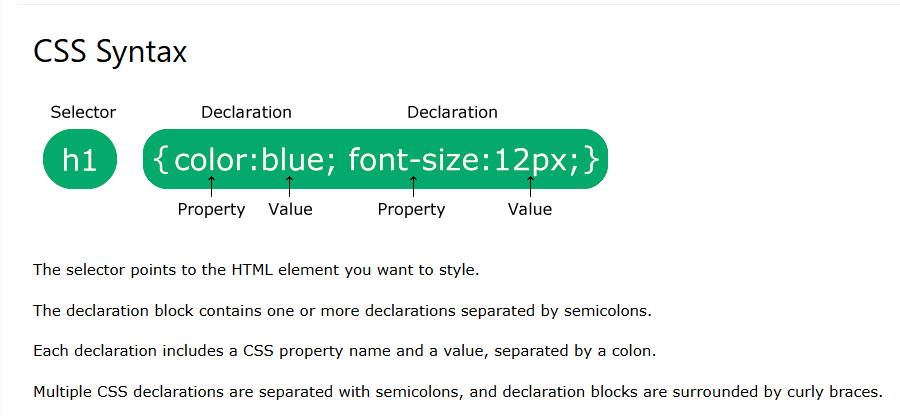 CSS Syntax
Selector Declaration Declaration
h1 {color:blue; font-size:12px;}
Property Value Property Value
The selector points to the HTML element you want to style.
The declaration block contains one or more declarations separated by semicolons.
Each declaration includes a CSS property name and a value, separated by a colon.
Multiple CSS declarations are separated with semicolons, and declaration blocks are surrounded by curly braces.